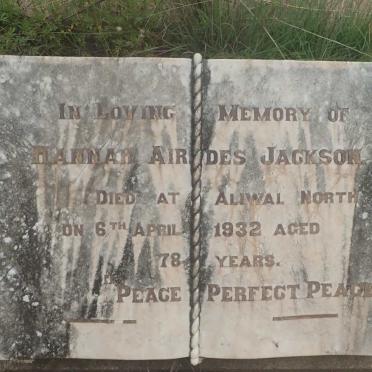 IN LOVING MEMORY OF
HANNAH AIREDES JACKSON
DIED AT ALIWAL NORTH
ON 6TH APRIL 1932 AGED
78 YEARS.
"PEACE PERFECT PEACE